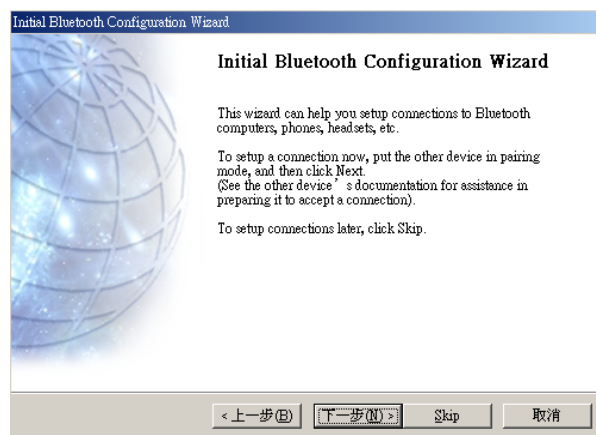 Initial Bluetooth Configuration Wizard
Initial Bluetooth Configuration Wizard
This wizard can help you setup connections to Bluetooth
computers, phones, headsets, etc.
To setup a connection now, put the other device in pairing
mode, and then click Next.
(See the other device’s documentation for assistance in
preparing it to accept a connection).
To setup connections later, click Skip.
<上一步(B) 下一步(N)> Skip 取消